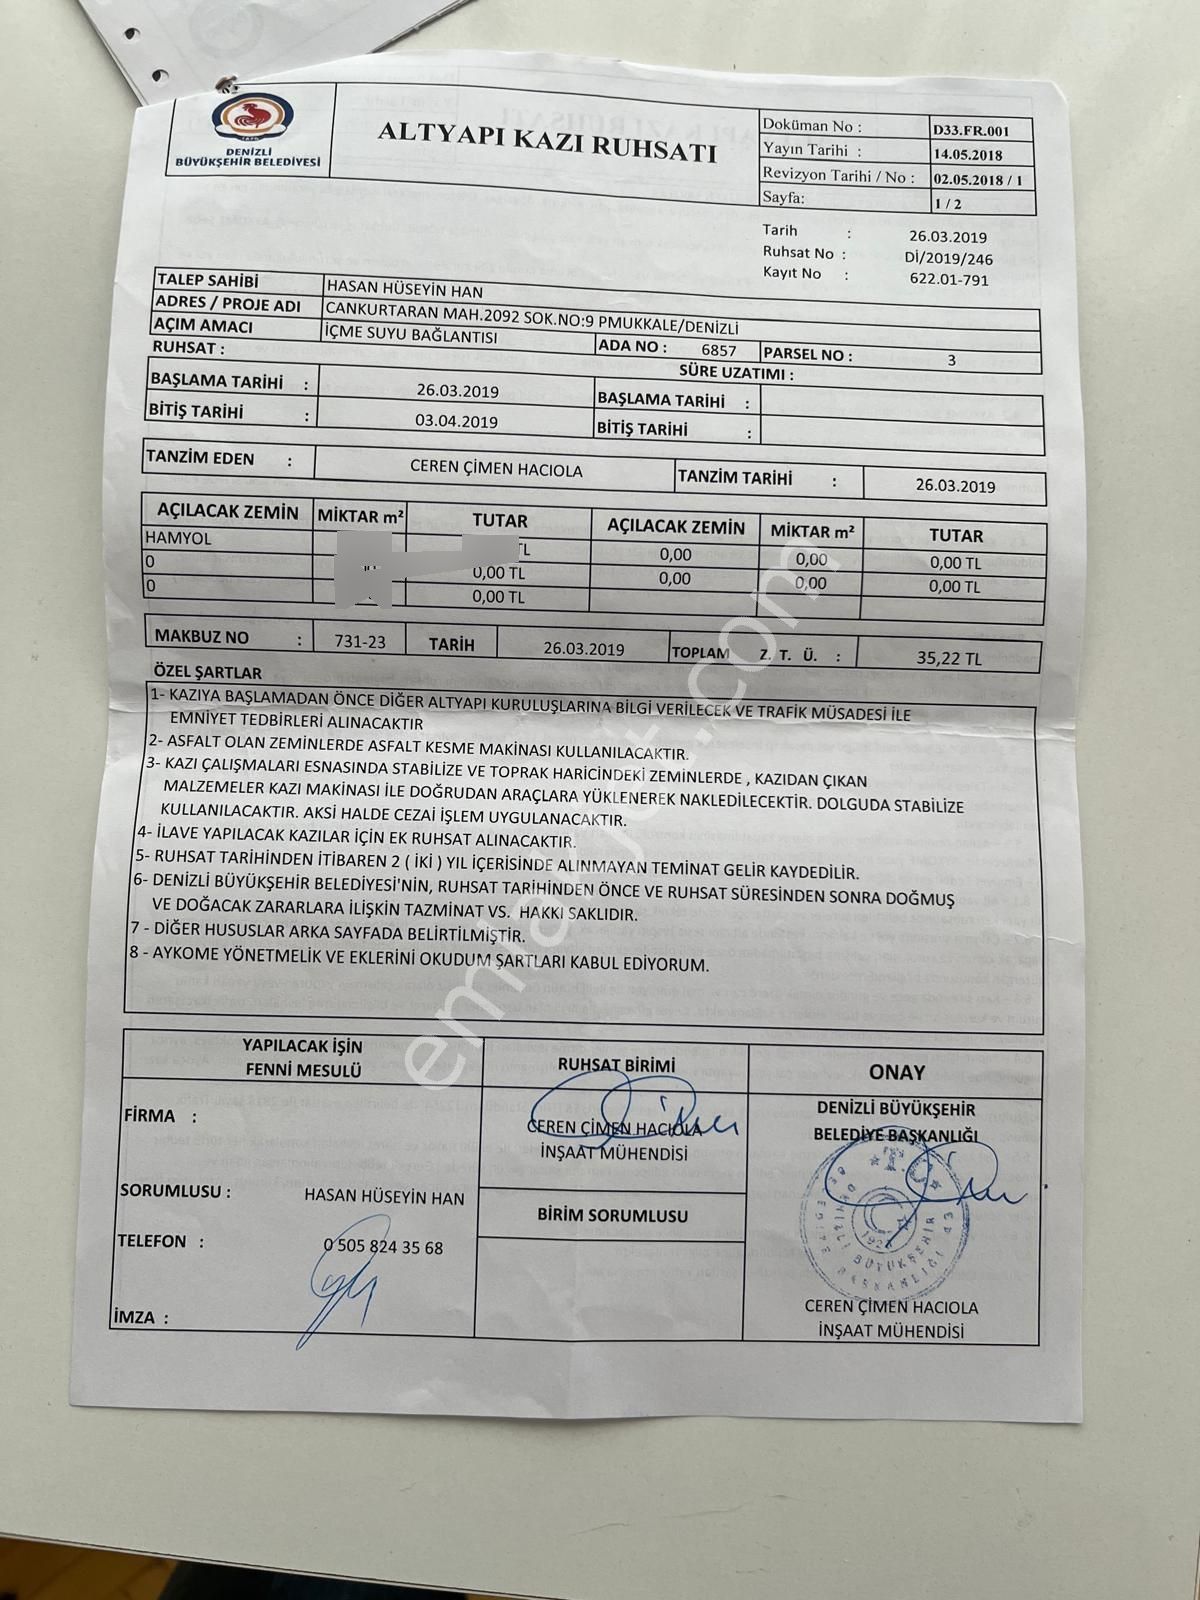 DENİZLİ
BÜYÜKŞEHİR BELEDİYESİ
ALTYAPI KAZI RUHSATI
Doküman No : D33.FR.001
Yayın Tarihi : 14.05.2018
Revizyon Tarihi / No : 02.05.2018 / 1
Sayfa: 1 / 2
Tarih : 26.03.2019
Ruhsat No : Dİ/2019/246
Kayıt No : 622.01-791
TALEP SAHİBİ HASAN HÜSEYİN HAN
ADRES / PROJE ADI CANKURTARAN MAH.2092 SOK.NO:9 PMUKKALE/DENİZLİ
AÇIM AMACI İÇME SUYU BAĞLANTISI ADA NO : 6857 PARSEL NO : 3
RUHSAT : SÜRE UZATIMI :
BAŞLAMA TARİHİ : 26.03.2019 BAŞLAMA TARİHİ :
BİTİŞ TARİHİ : 03.04.2019 BİTİŞ TARİHİ :
TANZİM EDEN : CEREN ÇİMEN HACIOLA TANZİM TARİHİ : 26.03.2019
AÇILACAK ZEMİN MİKTAR m² TUTAR AÇILACAK ZEMİN MİKTAR m² TUTAR
HAMYOL TL 0,00 0,00 0,00 TL
0 0,00 TL 0,00 0,00 0,00 TL
0 0,00 TL
MAKBUZ NO : 731-23 TARİH 26.03.2019 TOPLAM Z. T. Ü. : 35,22 TL
ÖZEL ŞARTLAR
1- KAZIYA BAŞLAMADAN ÖNCE DİĞER ALTYAPI KURULUŞLARINA BİLGİ VERİLECEK VE TRAFİK MÜSADESİ İLE
EMNİYET TEDBİRLERİ ALINACAKTIR
2- ASFALT OLAN ZEMİNLERDE ASFALT KESME MAKİNASI KULLANILACAKTIR.
3- KAZI ÇALIŞMALARI ESNASINDA STABİLİZE VE TOPRAK HARİCİNDEKİ ZEMİNLERDE , KAZIDAN ÇIKAN
MALZEMELER KAZI MAKİNASI İLE DOĞRUDAN ARAÇLARA YÜKLENEREK NAKLEDİLECEKTİR. DOLGUDA STABİLİZE
KULLANILACAKTIR. AKSİ HALDE CEZAİ İŞLEM UYGULANACAKTIR.
4- İLAVE YAPILACAK KAZILAR İÇİN EK RUHSAT ALINACAKTIR.
5- RUHSAT TARİHİNDEN İTİBAREN 2 ( İKİ ) YIL İÇERİSİNDE ALINMAYAN TEMİNAT GELİR KAYDEDİLİR.
6- DENİZLİ BÜYÜKŞEHİR BELEDİYESİ'NİN, RUHSAT TARİHİNDEN ÖNCE VE RUHSAT SÜRESİNDEN SONRA DOĞMUŞ
VE DOĞACAK ZARARLARA İLİŞKİN TAZMİNAT VS. HAKKI SAKLIDIR.
7 - DİĞER HUSUSLAR ARKA SAYFADA BELİRTİLMİŞTİR.
8 - AYKOME YÖNETMELİK VE EKLERİNİ OKUDUM ŞARTLARI KABUL EDİYORUM.
emlakjet.com
YAPILACAK İŞİN
FENNİ MESULÜ
RUHSAT BİRİMİ
ONAY
FİRMA :
CEREN ÇİMEN HACIOLA
İNŞAAT MÜHENDİSİ
DENİZLİ BÜYÜKŞEHİR
BELEDİYE BAŞKANLIĞI
SORUMLUSU : HASAN HÜSEYİN HAN
BİRİM SORUMLUSU
TELEFON : 0 505 824 35 68
İMZA :
CEREN ÇİMEN HACIOLA
İNŞAAT MÜHENDİSİ